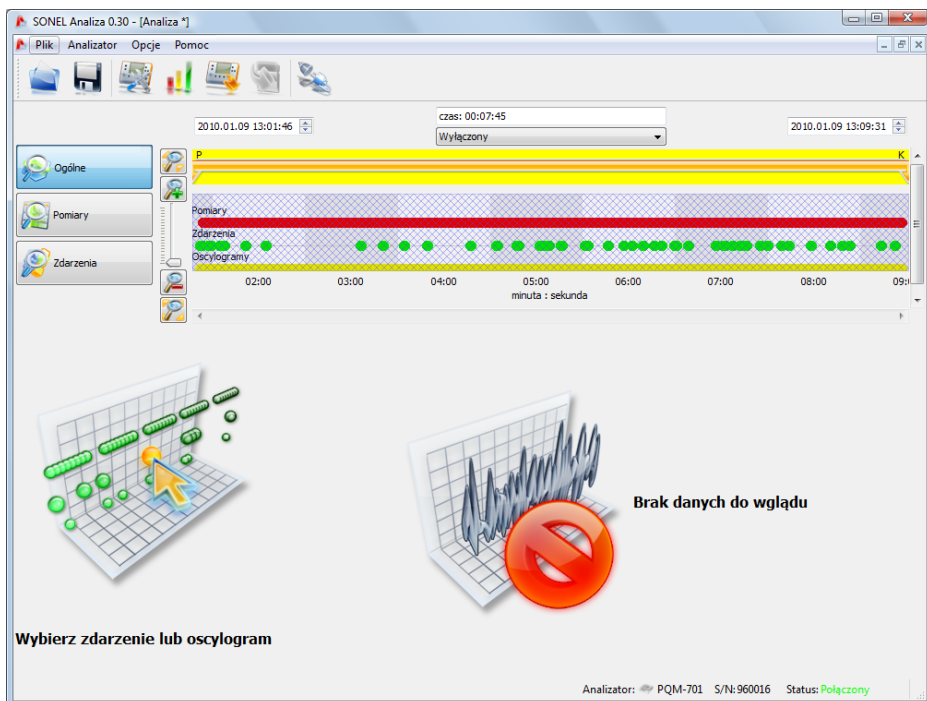 SONEL Analiza 0.30 - [Analiza *]
Plik Analizator Opcje Pomoc
czas: 00:07:45
2010.01.09 13:01:46
Wyłączony
2010.01.09 13:09:31
P K
Ogólne
Pomiary
Zdarzenia
Pomiary
Zdarzenia
Oscylogramy
02:00 03:00 04:00 05:00 06:00 07:00 08:00
minuta : sekunda
Brak danych do wglądu
Wybierz zdarzenie lub oscylogram
Analizator: PQM-701 S/N: 960016 Status: Połączony